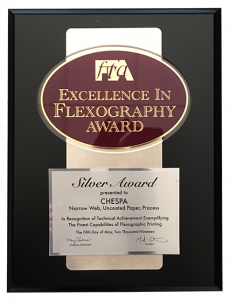 fta
EXCELLENCE IN
FLEXOGRAPHY
AWARD
Silver Award
presented to
CHESPA
Narrow Web, Uncoated Paper, Process
In Recognition of Technical Achievement Exemplifying
The Finest Capabilities of Flexographic Printing
The Fifth Day of May, Two Thousand Nineteen